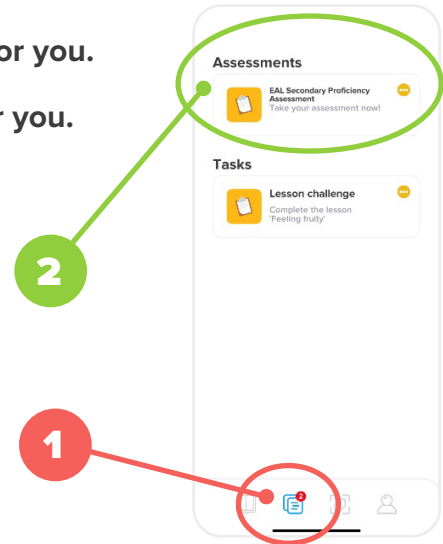 or you.
r you.
Assessments
EAL Secondary Proficiency
Assessment
Take your assessment now!
Tasks
Lesson challenge
Complete the lesson
'Feeling fruity'
2
1
2